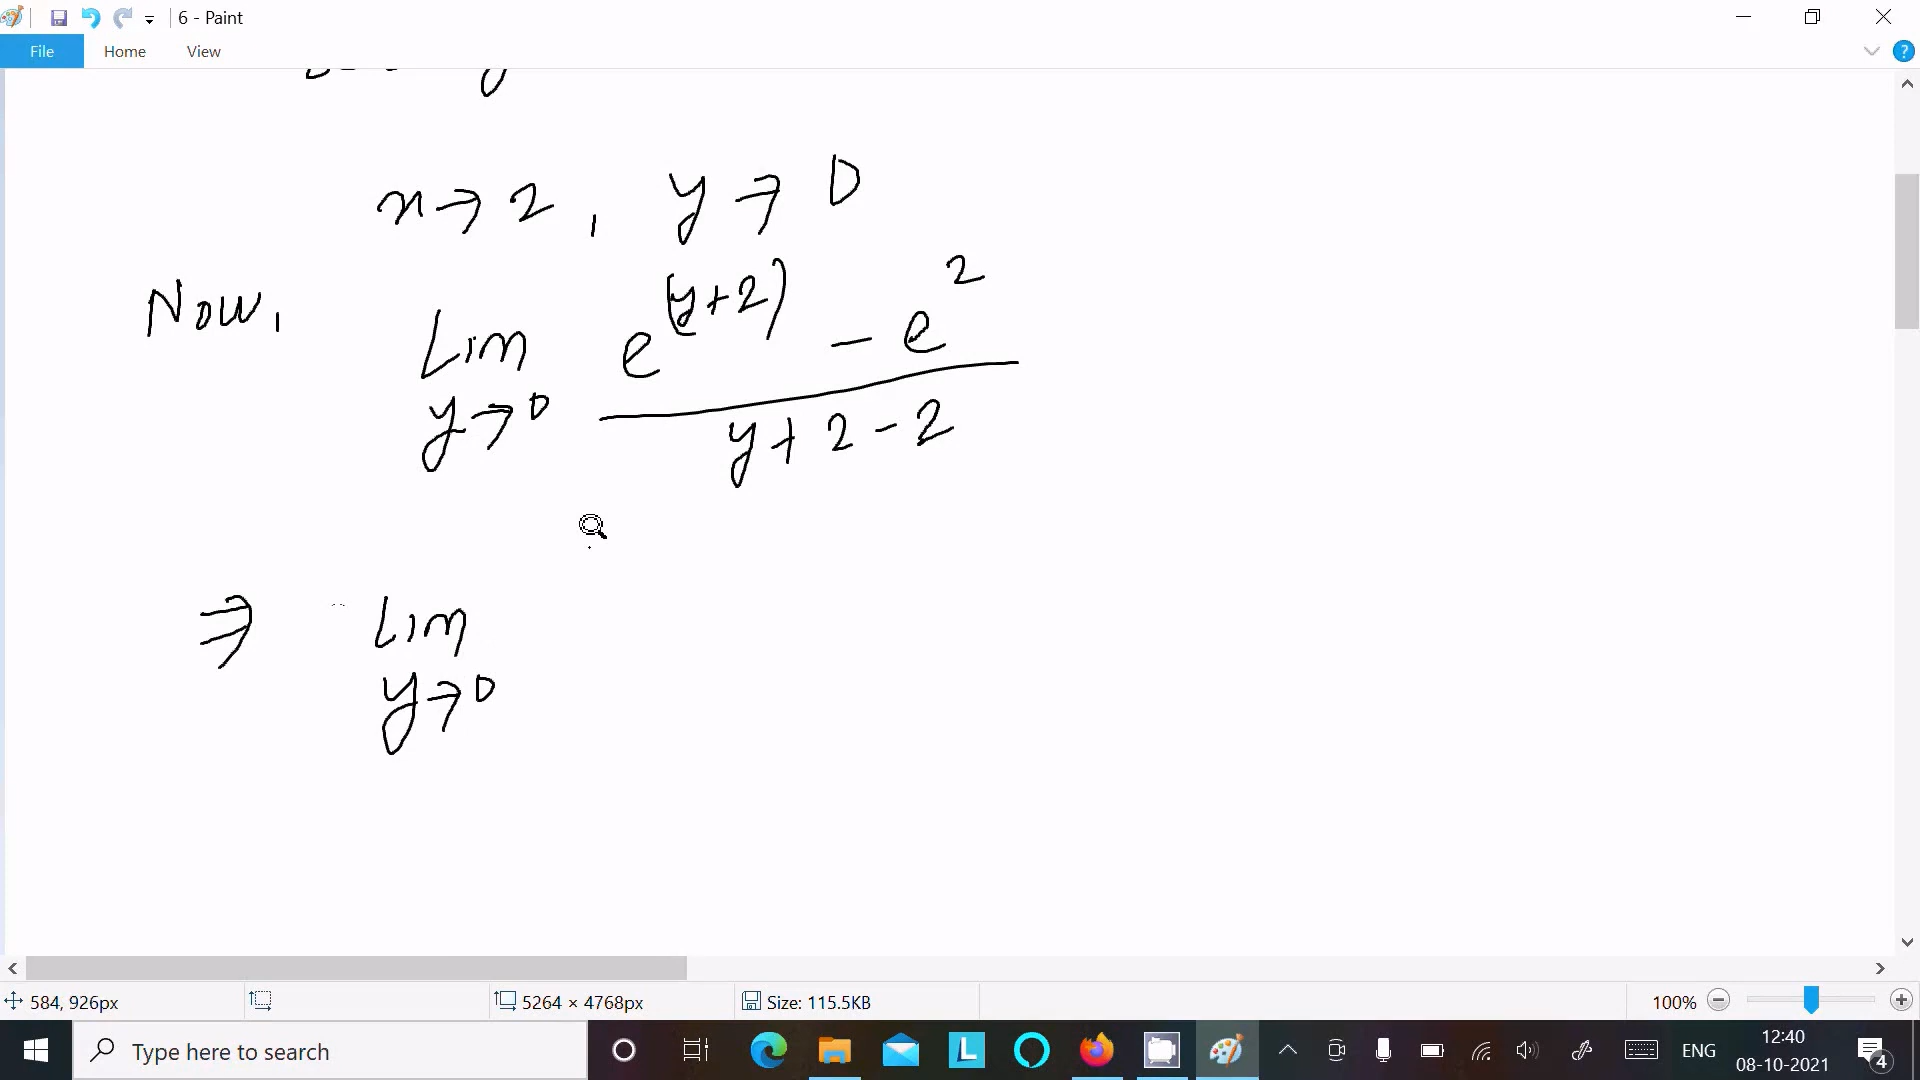 6 - Paint
File Home View
x → 2, y → 0
Now,
Lim y→0 (e^(y+2) - e^2) / (y+2-2)
⇒ Lim y→0
584, 926px 5264 × 4768px Size: 115.5KB 100%
Type here to search ENG 12:40
08-10-2021 4